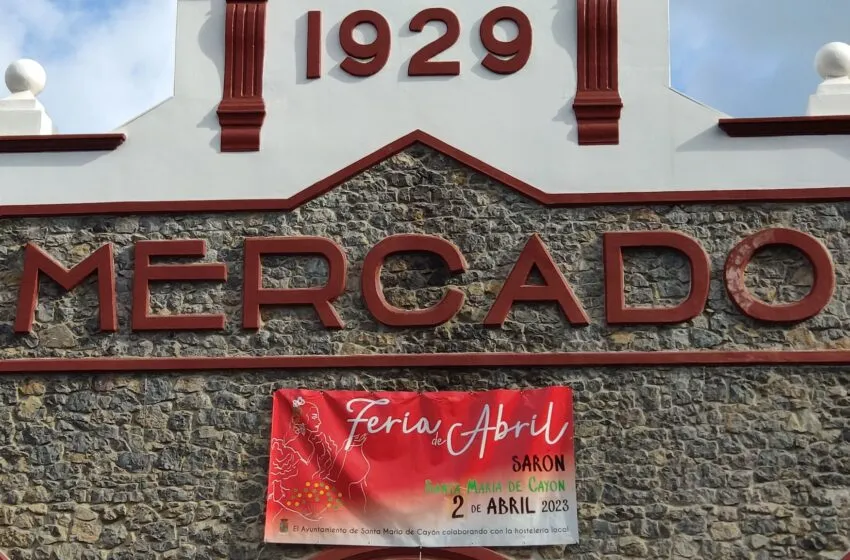 1929
MERCADO
Feria de Abril
SARÓN
SANTA MARÍA DE CAYÓN
2 DE ABRIL 2023
El Ayuntamiento de Santa María de Cayón colaborando con la hostelería local